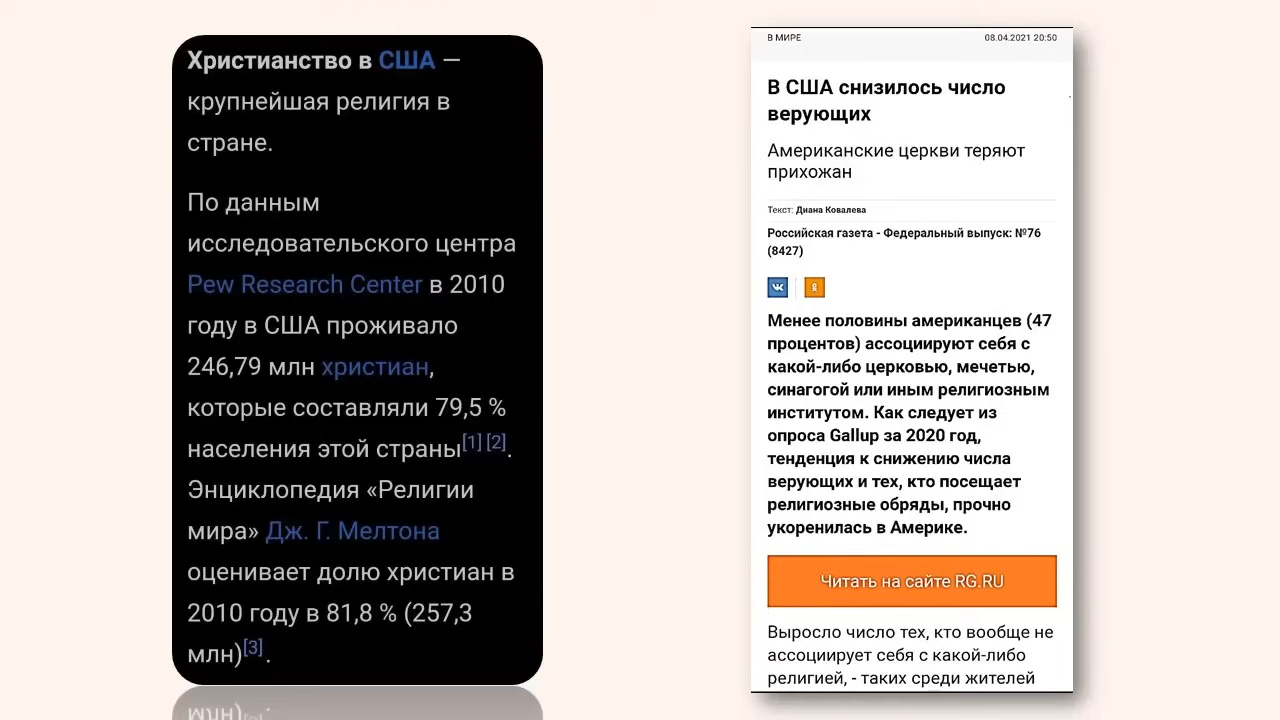 Христианство в США —
крупнейшая религия в
стране.
По данным
исследовательского центра
Pew Research Center в 2010
году в США проживало
246,79 млн христиан,
которые составляли 79,5 %
населения этой страны[1][2].
Энциклопедия «Религии
мира» Дж. Г. Мелтона
оценивает долю христиан в
2010 году в 81,8 % (257,3
млн)[3].
В МИРЕ
08.04.2021 20:50
В США снизилось число
верующих
Американские церкви теряют
прихожан
Текст: Диана Ковалева
Российская газета - Федеральный выпуск: №76
(8427)
Менее половины американцев (47
процентов) ассоциируют себя с
какой-либо церковью, мечетью,
синагогой или иным религиозным
институтом. Как следует из
опроса Gallup за 2020 год,
тенденция к снижению числа
верующих и тех, кто посещает
религиозные обряды, прочно
укоренилась в Америке.
Читать на сайте RG.RU
Выросло число тех, кто вообще не
ассоциирует себя с какой-либо
религией, - таких среди жителей